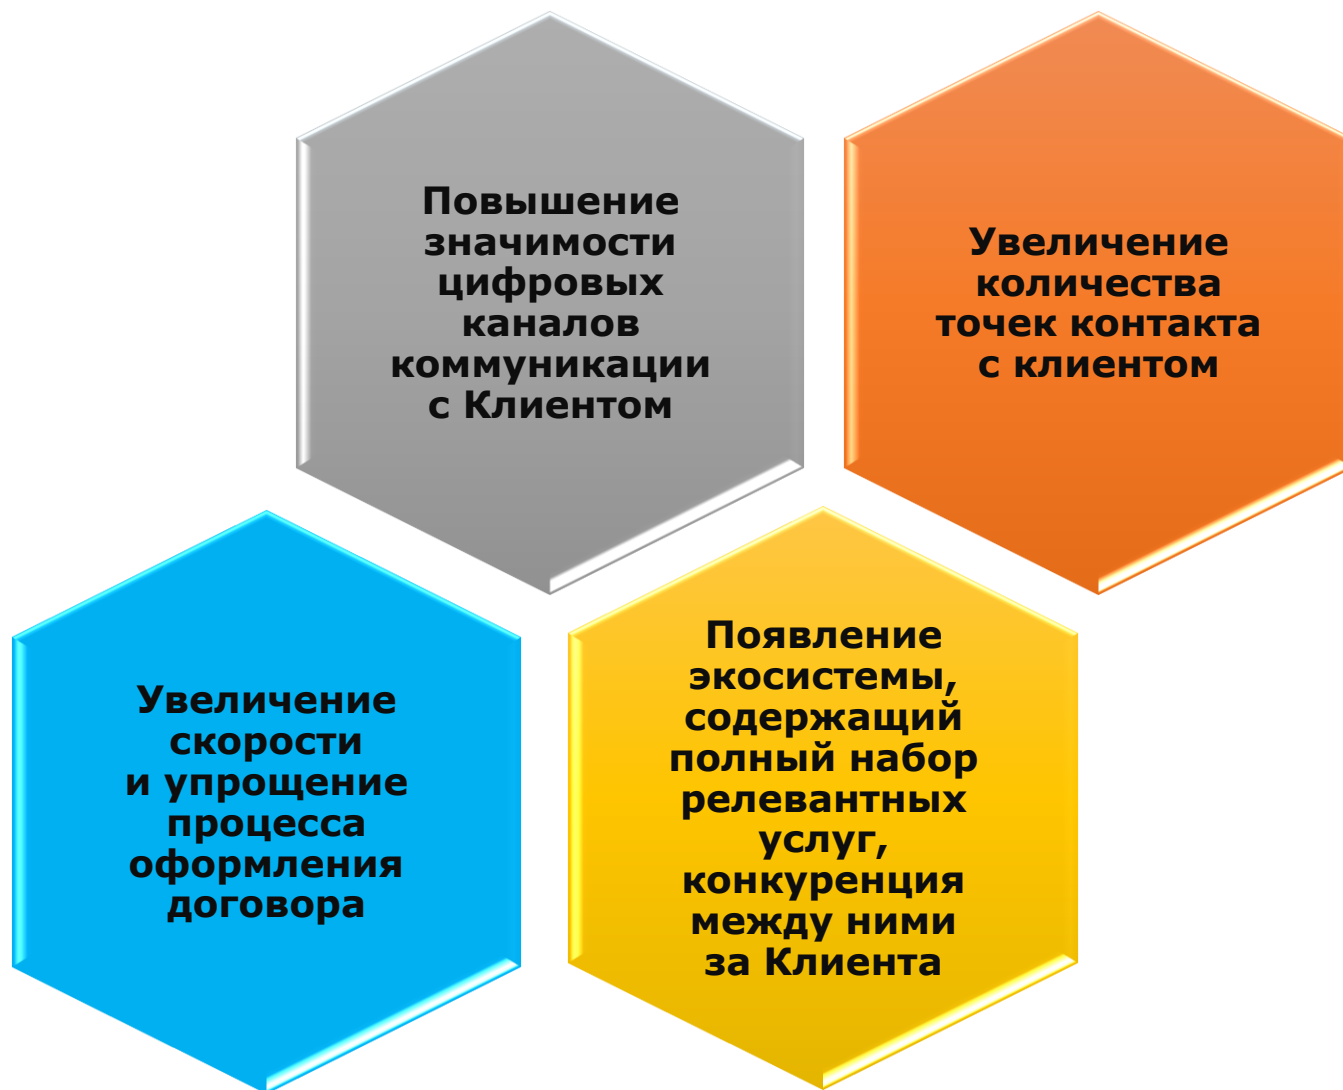 Повышение
значимости
цифровых
каналов
коммуникации
с Клиентом
Увеличение
количества
точек контакта
с клиентом
Увеличение
скорости
и упрощение
процесса
оформления
договора
Появление
экосистемы,
содержащий
полный набор
релевантных
услуг,
конкуренция
между ними
за Клиента